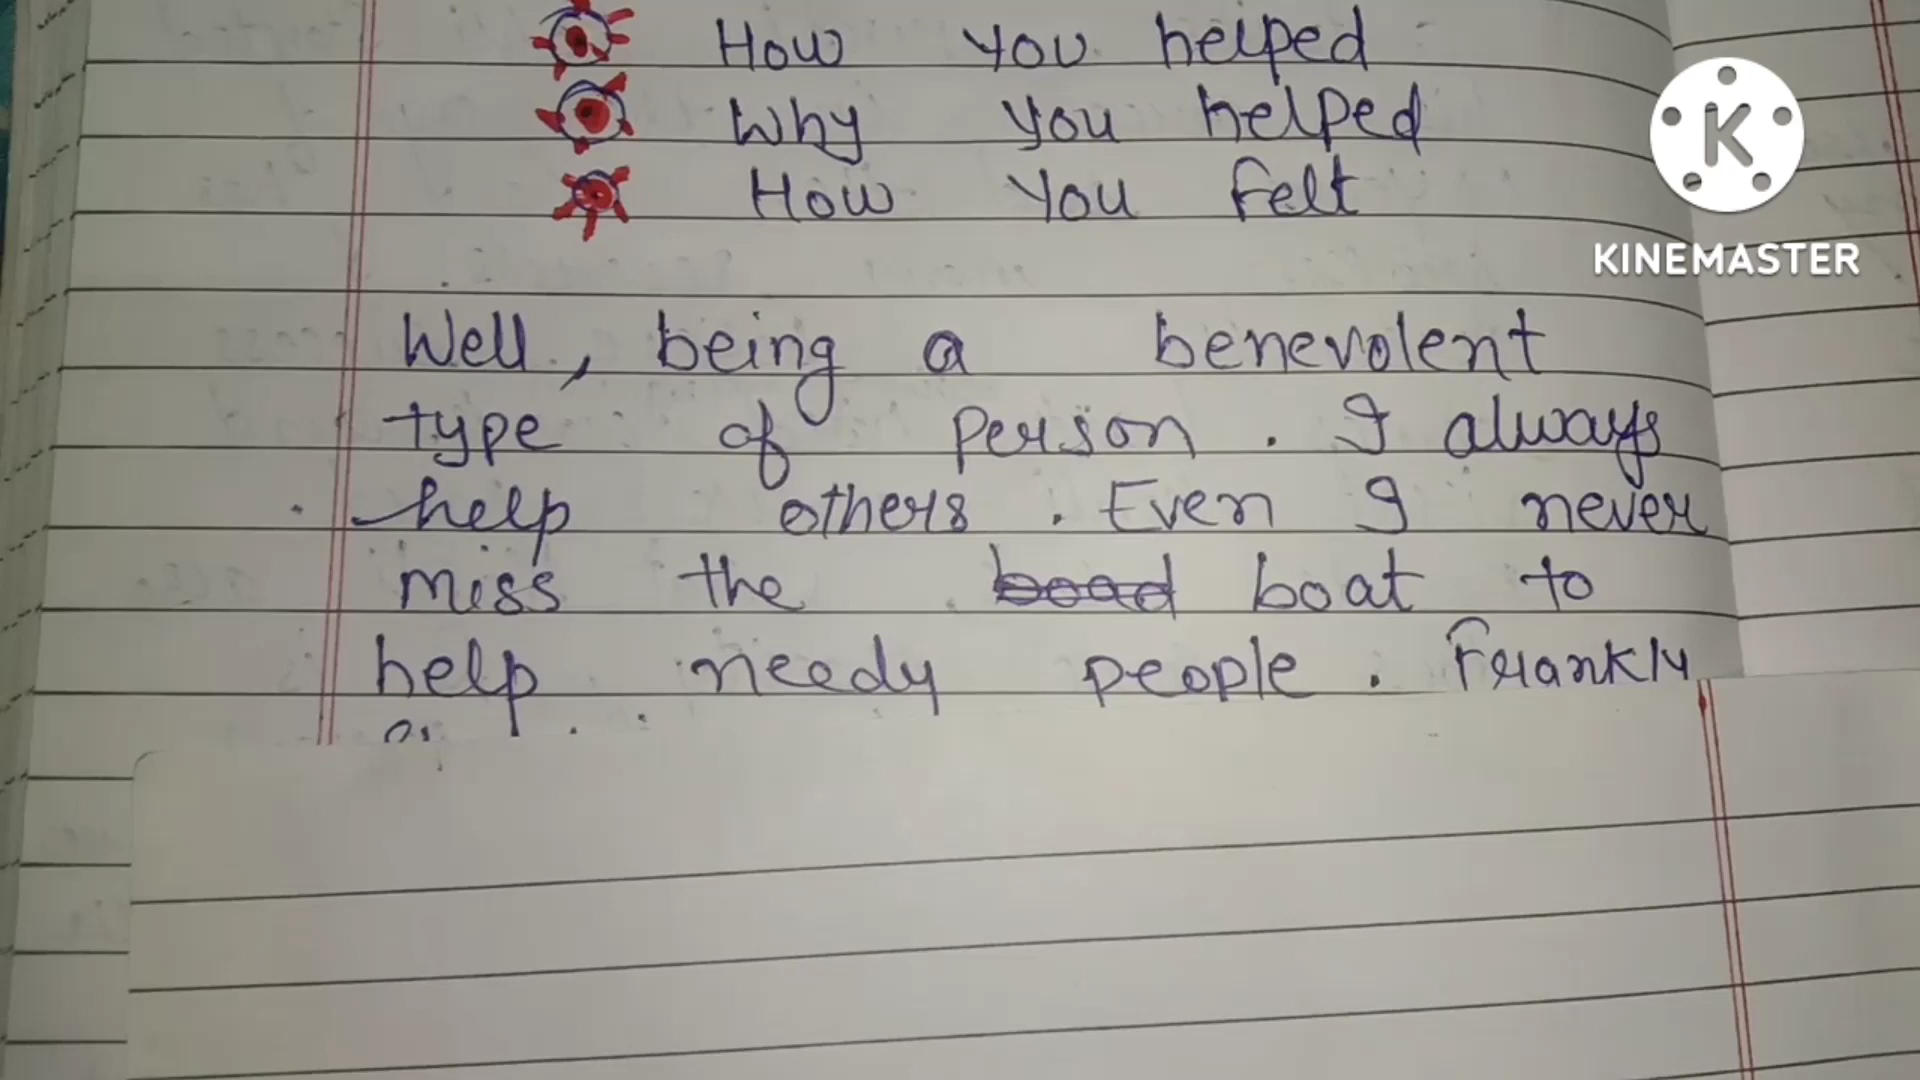 How you helped
Why you helped
How you felt
KINEMASTER
Well, being a benevolent
type of person. I always
help others. Even I never
miss the boat to
help needy people. Frankly